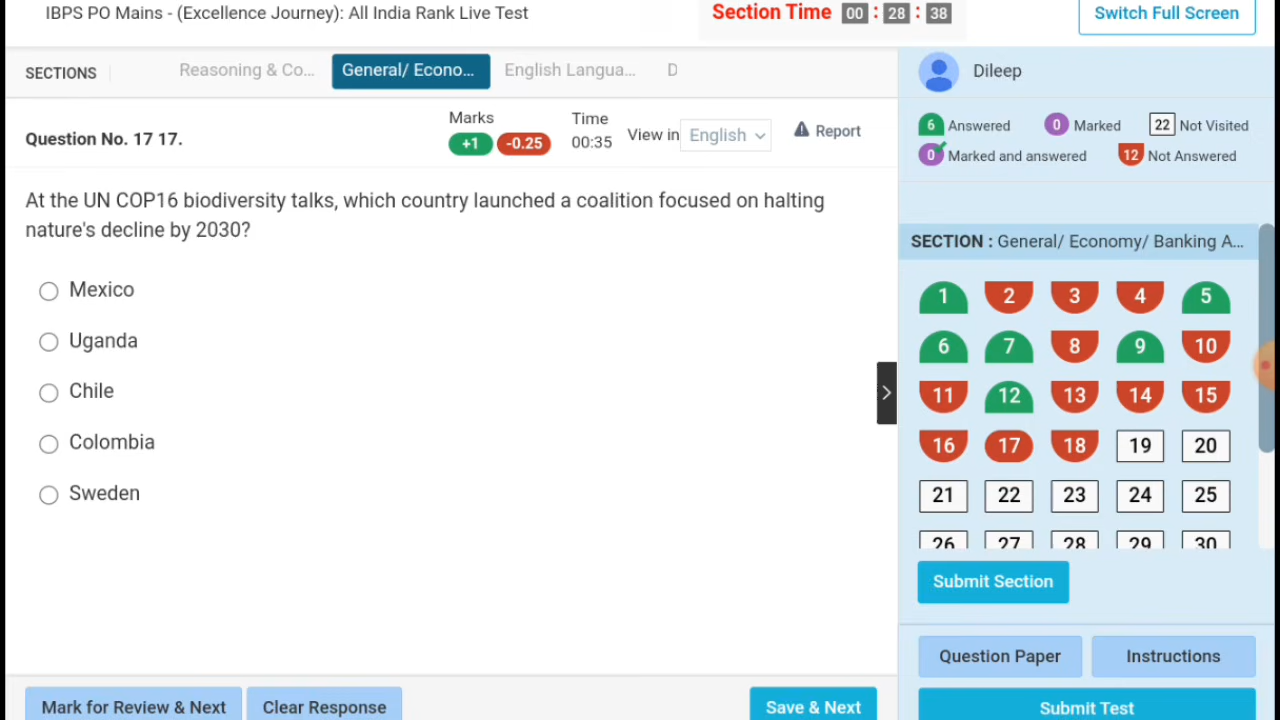 IBPS PO Mains - (Excellence Journey): All India Rank Live Test
Section Time 00 : 28 : 38
Switch Full Screen
SECTIONS
Reasoning & Co...
General/ Econo...
English Langua...
D
Dileep
Question No. 17 17.
Marks
+1 -0.25
Time
00:35
View in English
Report
6 Answered
0 Marked
22 Not Visited
0 Marked and answered
12 Not Answered
At the UN COP16 biodiversity talks, which country launched a coalition focused on halting
nature's decline by 2030?
Mexico
Uganda
Chile
Colombia
Sweden
SECTION : General/ Economy/ Banking A...
1 2 3 4 5
6 7 8 9 10
11 12 13 14 15
16 17 18 19 20
21 22 23 24 25
26 27 28 29 30
Submit Section
Question Paper
Instructions
Mark for Review & Next
Clear Response
Save & Next
Submit Test